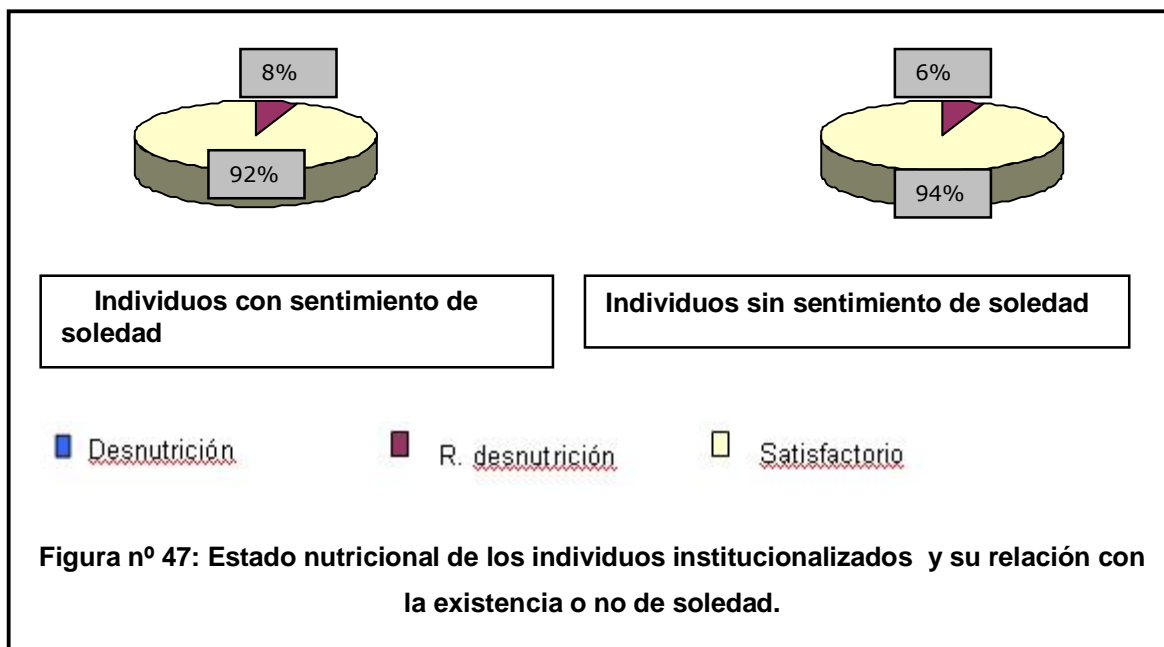 8%
6%
92%
94%
Individuos con sentimiento de
soledad
Individuos sin sentimiento de soledad
Desnutrición
R. desnutrición
Satisfactorio
Figura nº 47: Estado nutricional de los individuos institucionalizados y su relación con
la existencia o no de soledad.